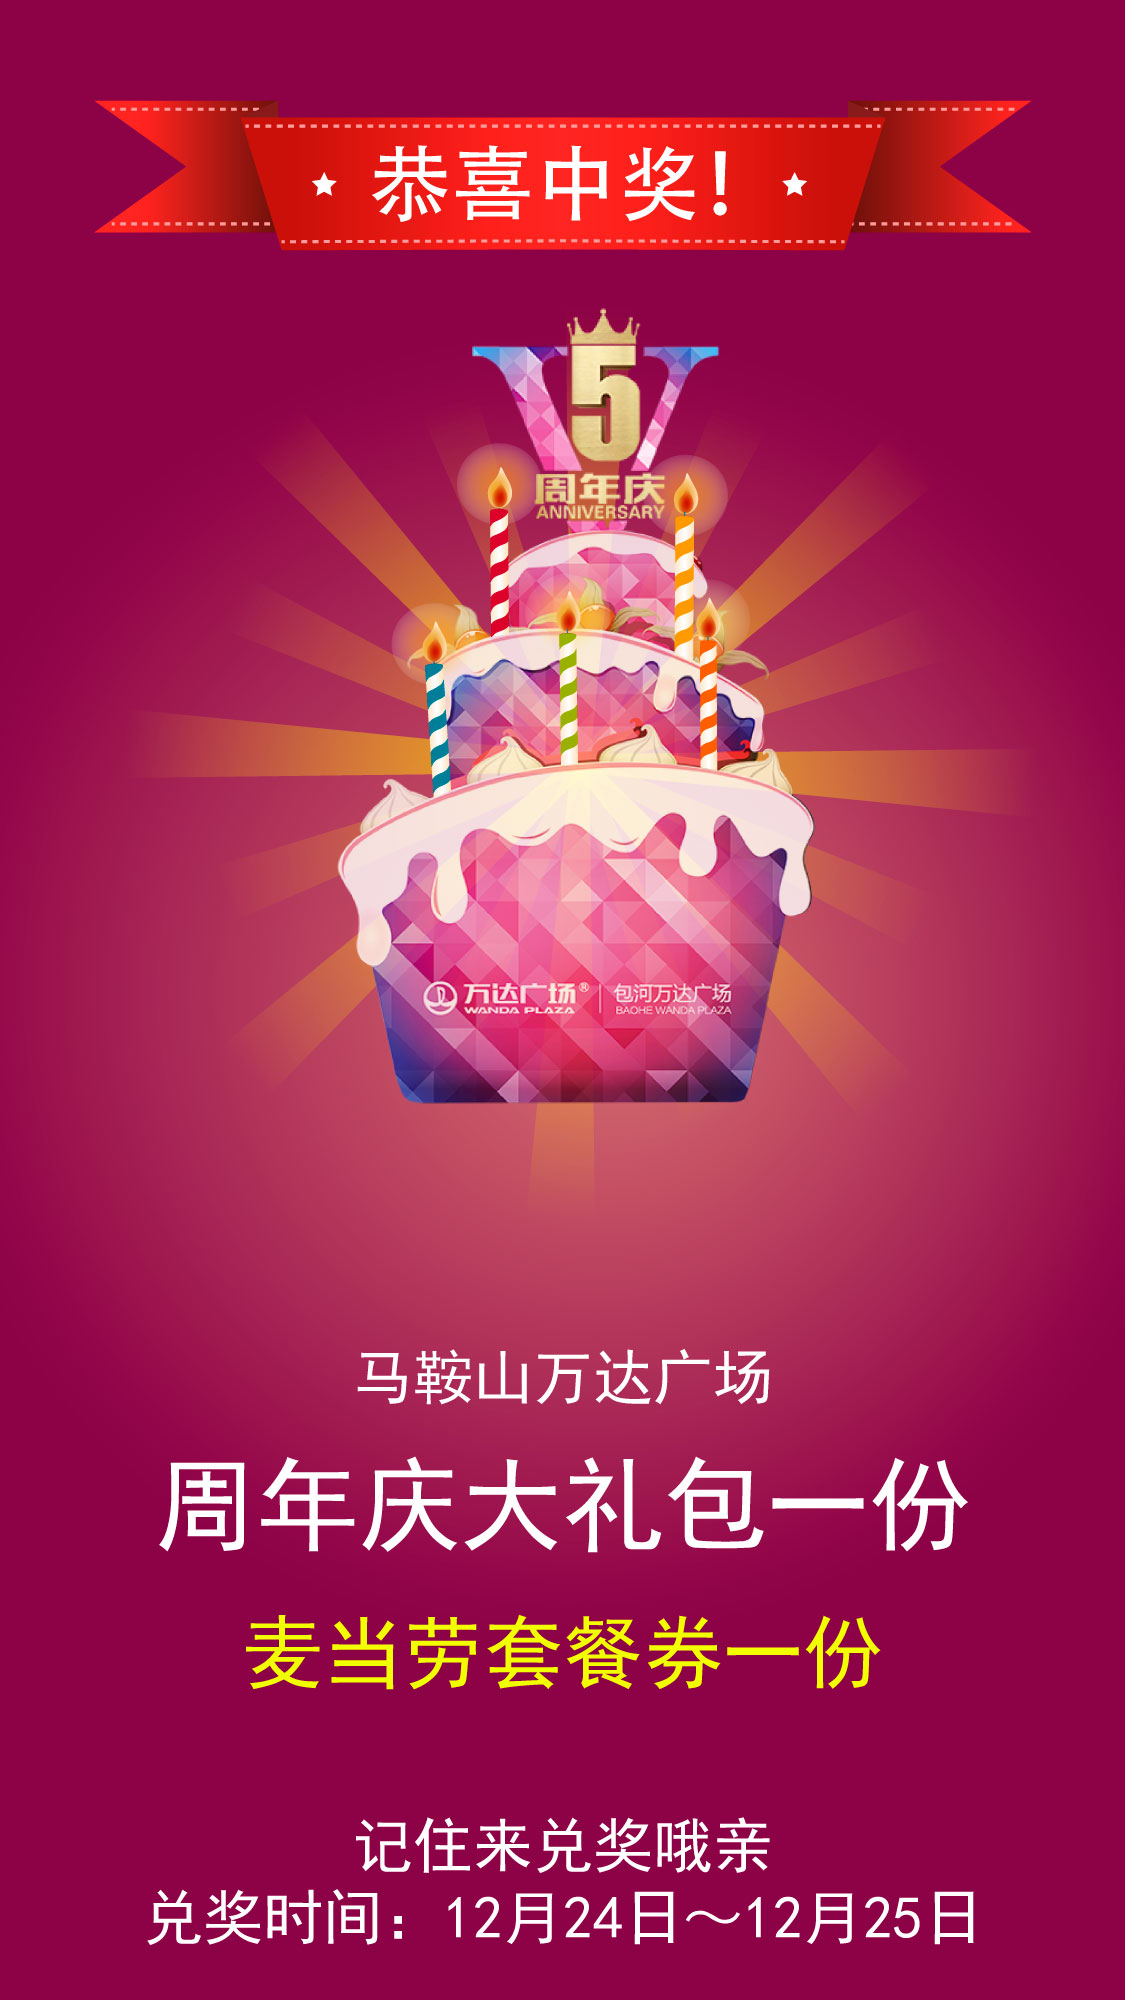 恭喜中奖!
5
周年庆
ANNIVERSARY
万达广场® | 包河万达广场
WANDA PLAZA BAOHE WANDA PLAZA
马鞍山万达广场
周年庆大礼包一份
麦当劳套餐券一份
记住来兑奖哦亲
兑奖时间：12月24日～12月25日